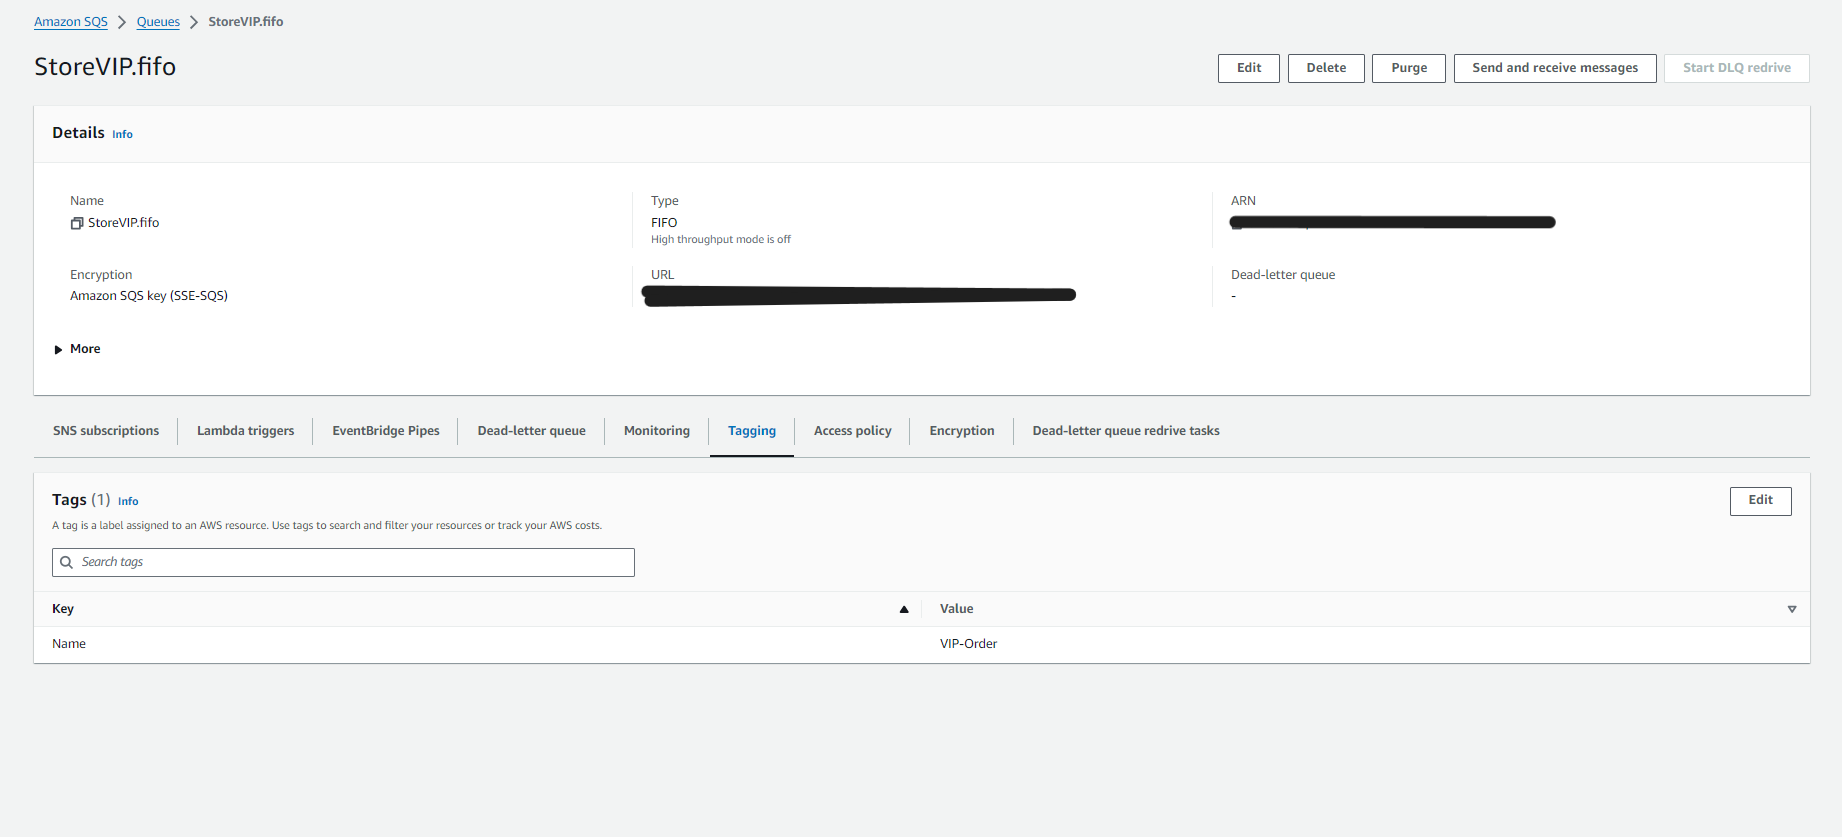 Amazon SQS > Queues > StoreVIP.fifo
StoreVIP.fifo
Edit Delete Purge Send and receive messages Start DLQ redrive
Details Info
Name Type ARN
StoreVIP.fifo FIFO
High throughput mode is off
Encryption URL Dead-letter queue
Amazon SQS key (SSE-SQS) -
More
SNS subscriptions Lambda triggers EventBridge Pipes Dead-letter queue Monitoring Tagging Access policy Encryption Dead-letter queue redrive tasks
Tags (1) Info Edit
A tag is a label assigned to an AWS resource. Use tags to search and filter your resources or track your AWS costs.
Search tags
Key Value
Name VIP-Order